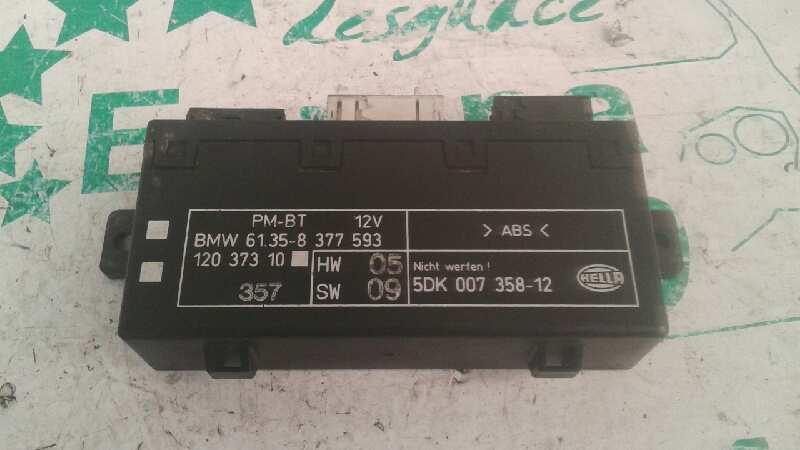 Desguace
PM-BT 12V
BMW 61.35-8 377 593
120 373 10
HW 05
357
SW 09
> ABS <
Nicht werfen !
5DK 007 358-12
HELLA